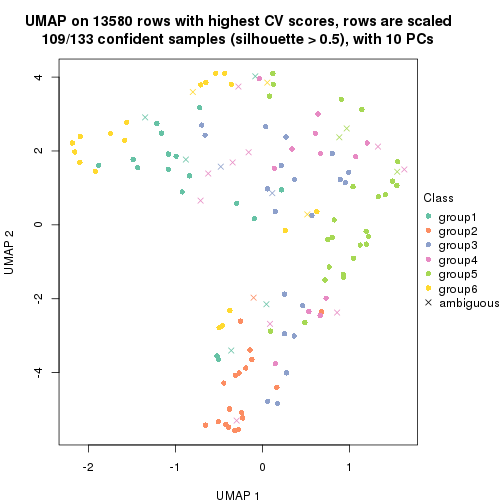 UMAP on 13580 rows with highest CV scores, rows are scaled
109/133 confident samples (silhouette > 0.5), with 10 PCs
4
2
0
-2
-4
UMAP 2
-2
-1
0
1
UMAP 1
Class
group1
group2
group3
group4
group5
group6
ambiguous